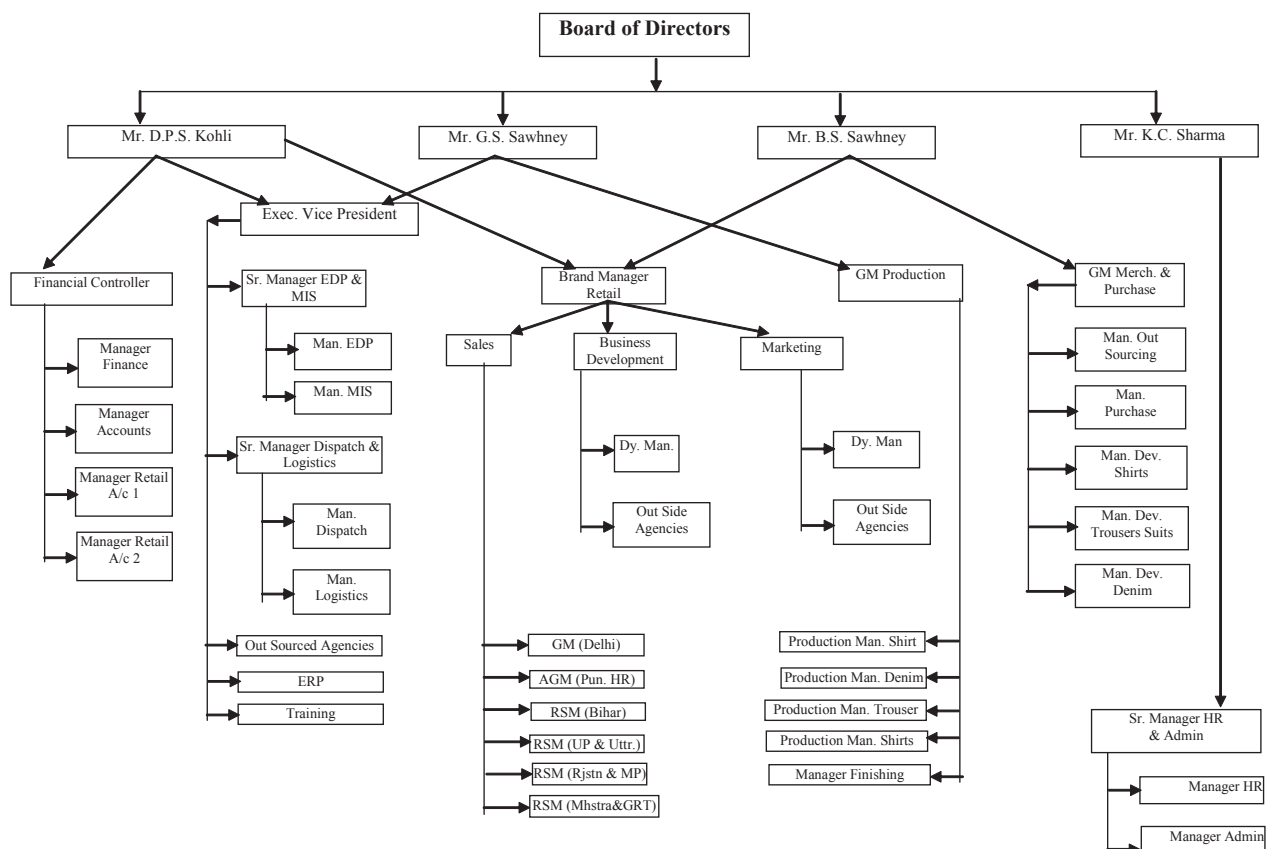 Board of Directors
Mr. D.P.S. Kohli
Mr. G.S. Sawhney
Mr. B.S. Sawhney
Mr. K.C. Sharma
Exec. Vice President
Financial Controller
Manager
Finance
Manager
Accounts
Manager Retail
A/c 1
Manager Retail
A/c 2
Sr. Manager EDP &
MIS
Man. EDP
Man. MIS
Sr. Manager Dispatch &
Logistics
Man.
Dispatch
Man.
Logistics
Out Sourced Agencies
ERP
Training
Brand Manager
Retail
Sales
Business
Development
Marketing
Dy. Man.
Out Side
Agencies
Dy. Man
Out Side
Agencies
GM (Delhi)
AGM (Pun. HR)
RSM (Bihar)
RSM (UP & Uttr.)
RSM (Rjstn & MP)
RSM (Mhstra&GRT)
GM Production
Production Man. Shirt
Production Man. Denim
Production Man. Trouser
Production Man. Shirts
Manager Finishing
GM Merch. &
Purchase
Man. Out
Sourcing
Man.
Purchase
Man. Dev.
Shirts
Man. Dev.
Trousers Suits
Man. Dev.
Denim
Sr. Manager HR
& Admin
Manager HR
Manager Admin